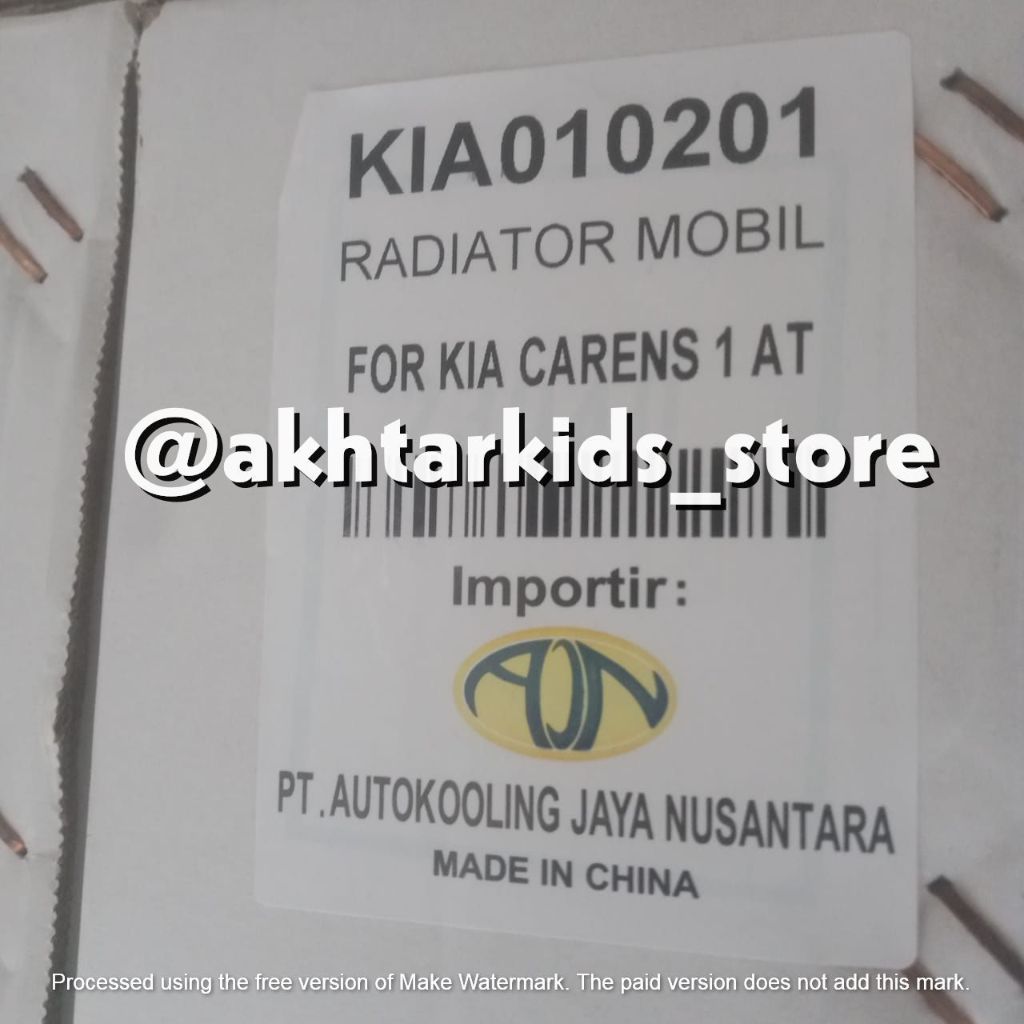 KIA010201
RADIATOR MOBIL
FOR KIA CARENS 1 AT
@akhtarkids_store
Importir:
AJN
PT. AUTOKOOLING JAYA NUSANTARA
MADE IN CHINA
Processed using the free version of Make Watermark. The paid version does not add this mark.